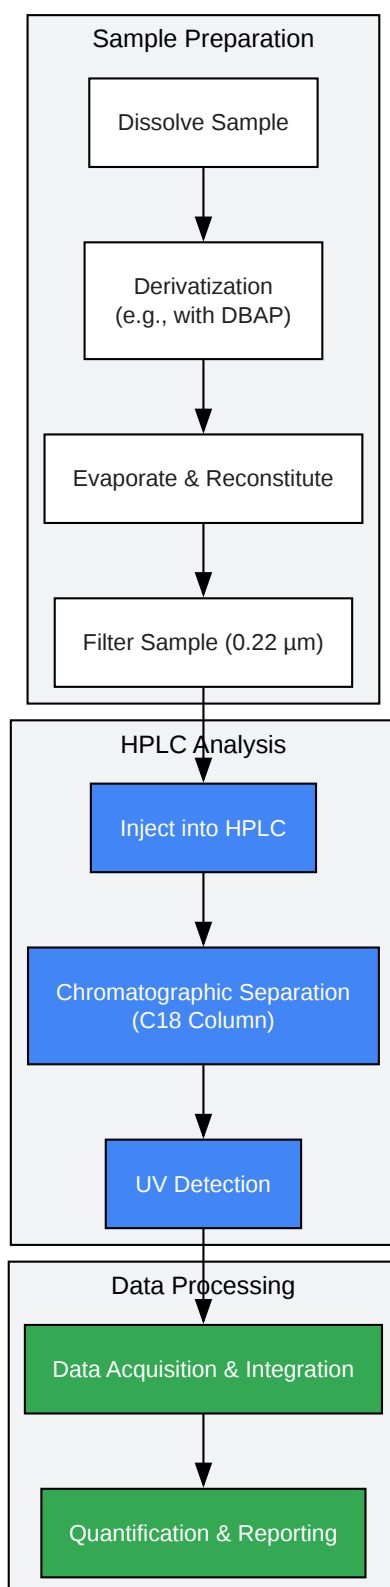 Sample Preparation
Dissolve Sample
Derivatization
(e.g., with DBAP)
Evaporate & Reconstitute
Filter Sample (0.22 µm)
HPLC Analysis
Inject into HPLC
Chromatographic Separation
(C18 Column)
UV Detection
Data Processing
Data Acquisition & Integration
Quantification & Reporting